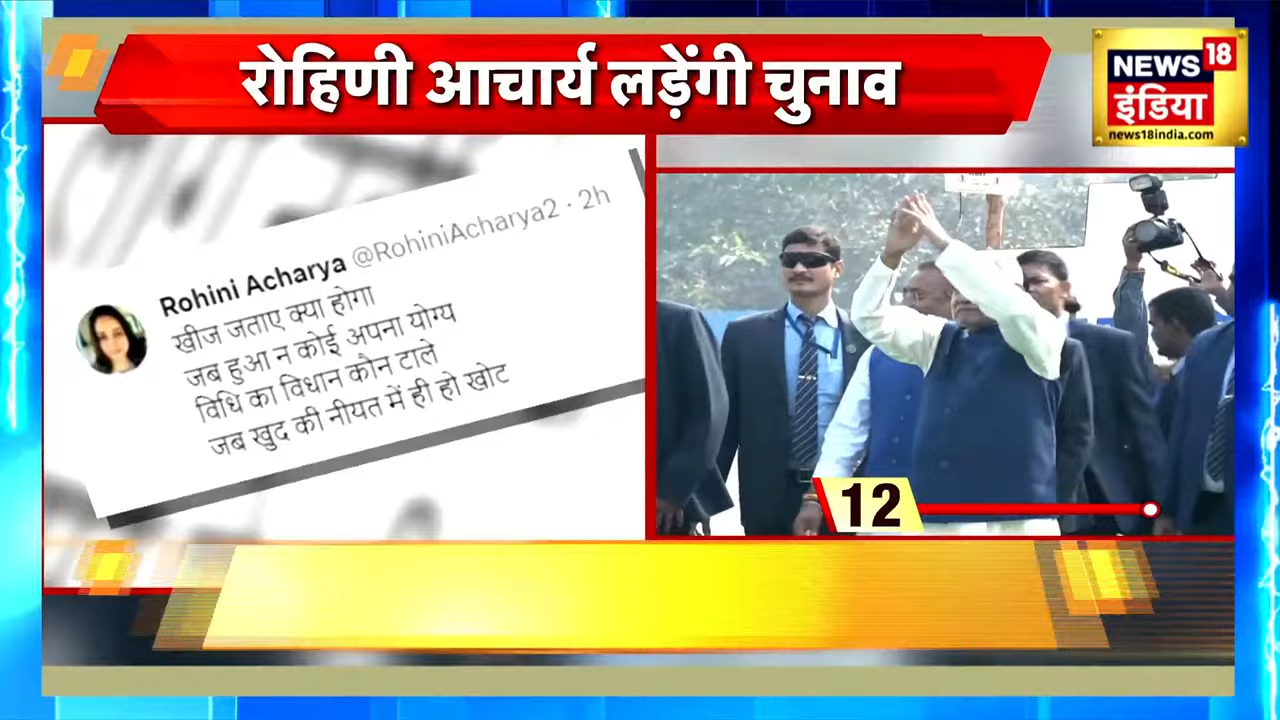 रोहिणी आचार्य लड़ेंगी चुनाव
NEWS 18
इंडिया
news18india.com
Rohini Acharya @RohiniAcharya2 · 2h
खीज जताए क्या होगा
जब हुआ न कोई अपना योग्य
विधि का विधान कौन टाले
जब खुद की नीयत में ही हो खोट
12